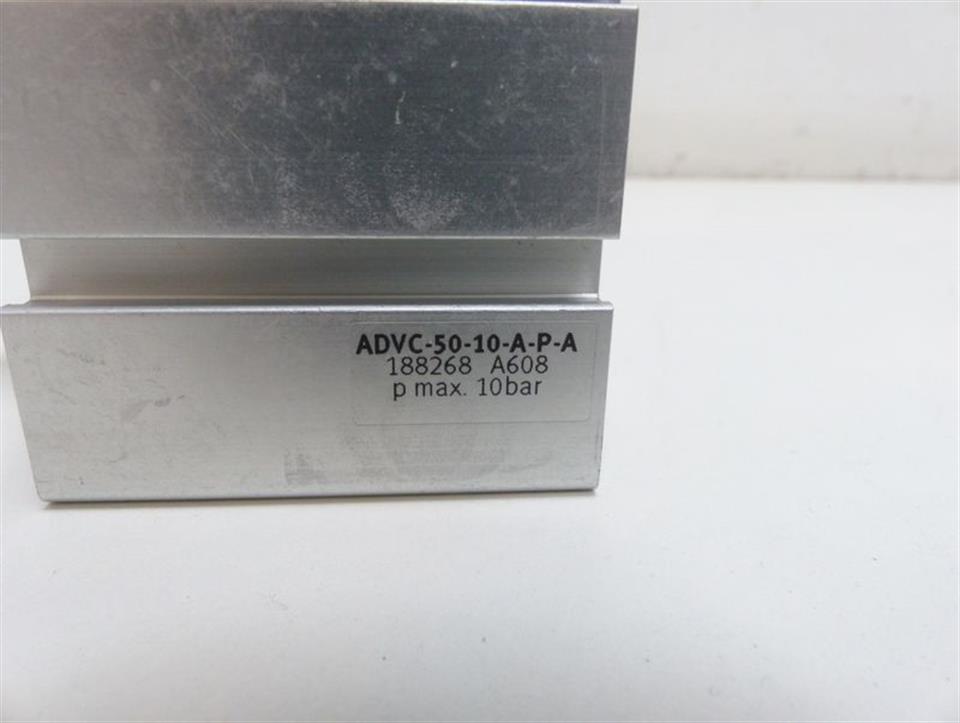 ADVC-50-10-A-P-A
188268 A608
p max. 10bar